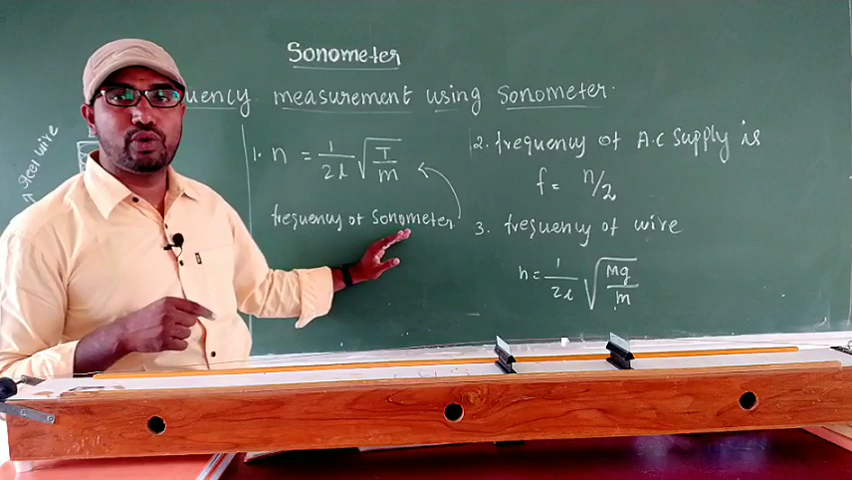 Sonometer
uency measurement using Sonometer.
Steel wire
1. n = 1/2l √T/m
frequency of Sonometer
2. frequency of A.C Supply is
f = n/2
3. frequency of wire
n = 1/2l √Mg/m